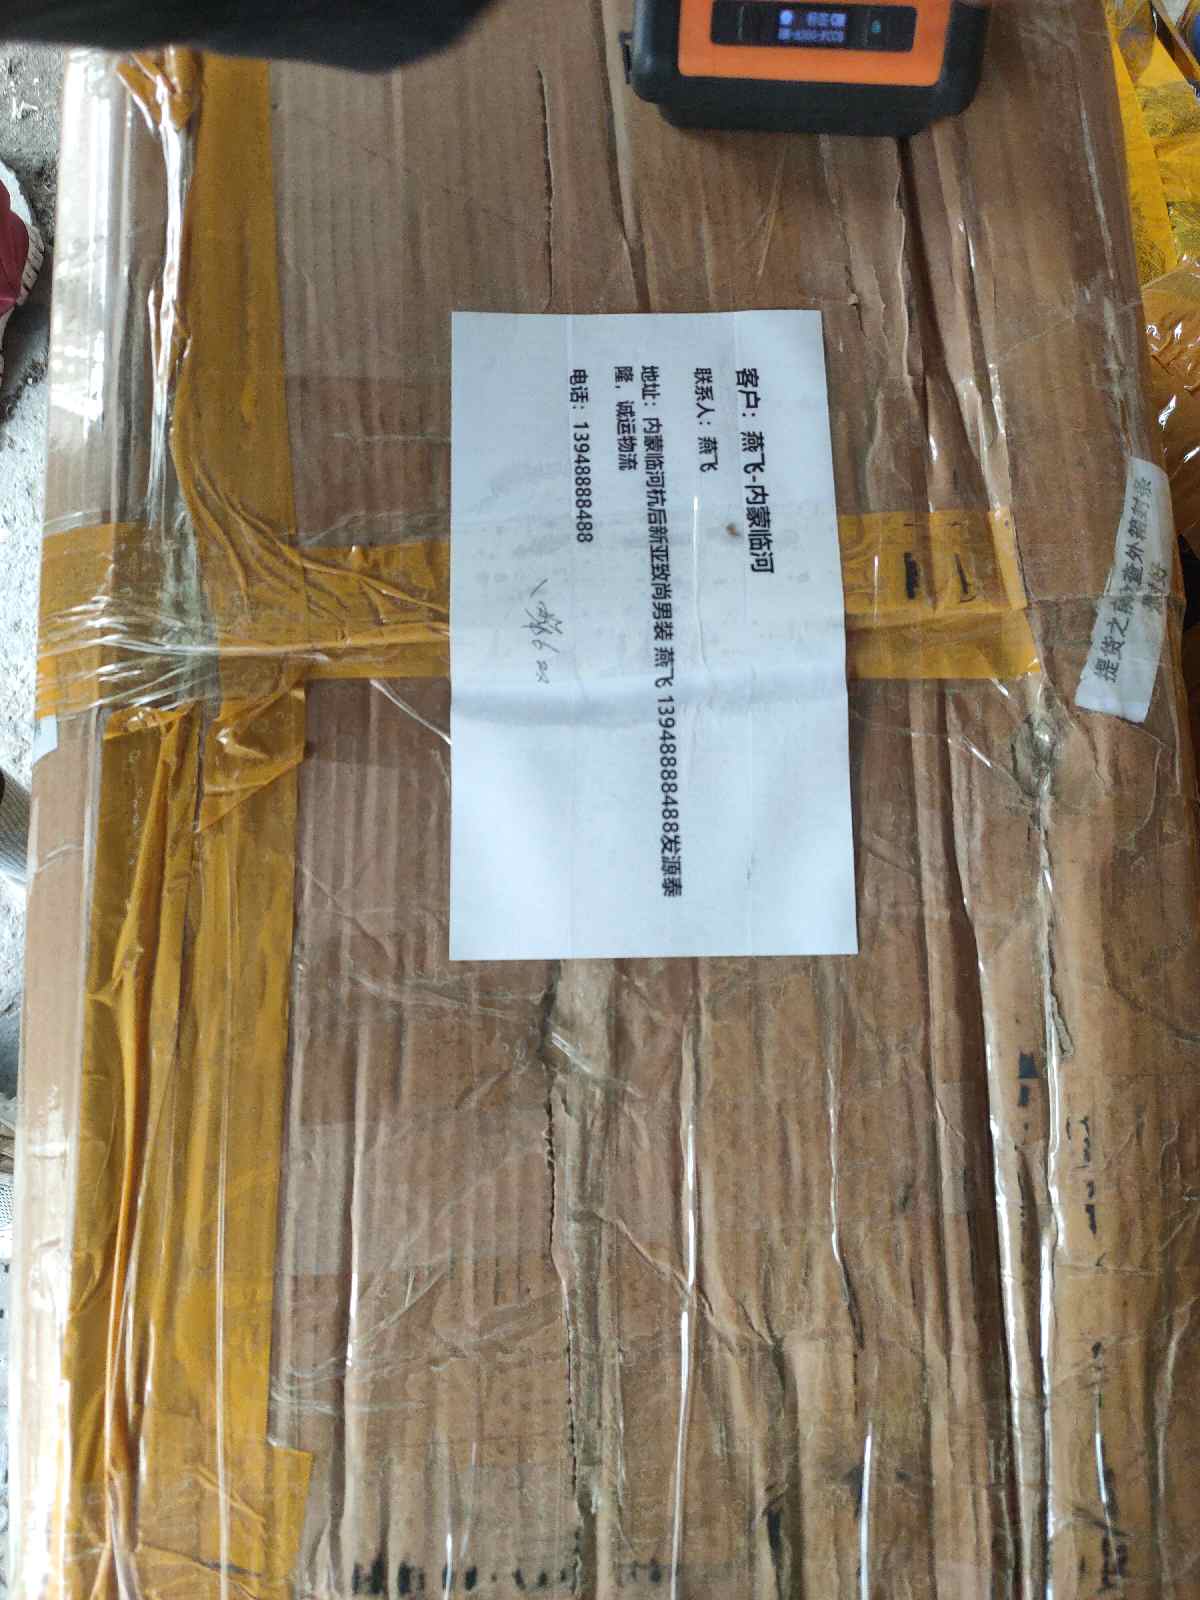 客户：燕飞-内蒙临河
联系人：燕飞
地址：内蒙临河杭后新亚致尚男装 燕飞 13948888488发源泰
隆，诚运物流
电话：13948888488
提货之前检查外箱封条